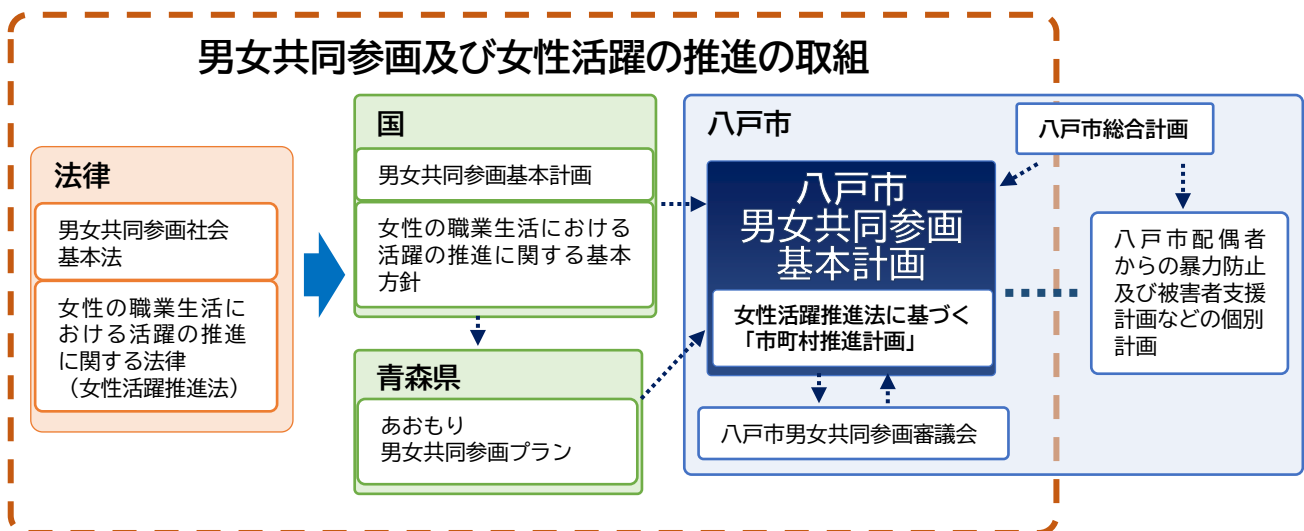 男女共同参画及び女性活躍の推進の取組
法律
男女共同参画社会
基本法
女性の職業生活に
おける活躍の推進
に関する法律
（女性活躍推進法）
国
男女共同参画基本計画
女性の職業生活における
活躍の推進に関する基本
方針
青森県
あおもり
男女共同参画プラン
八戸市
八戸市総合計画
八戸市
男女共同参画
基本計画
女性活躍推進法に基づく
「市町村推進計画」
八戸市男女共同参画審議会
八戸市配偶者
からの暴力防止
及び被害者支援
計画などの個別
計画